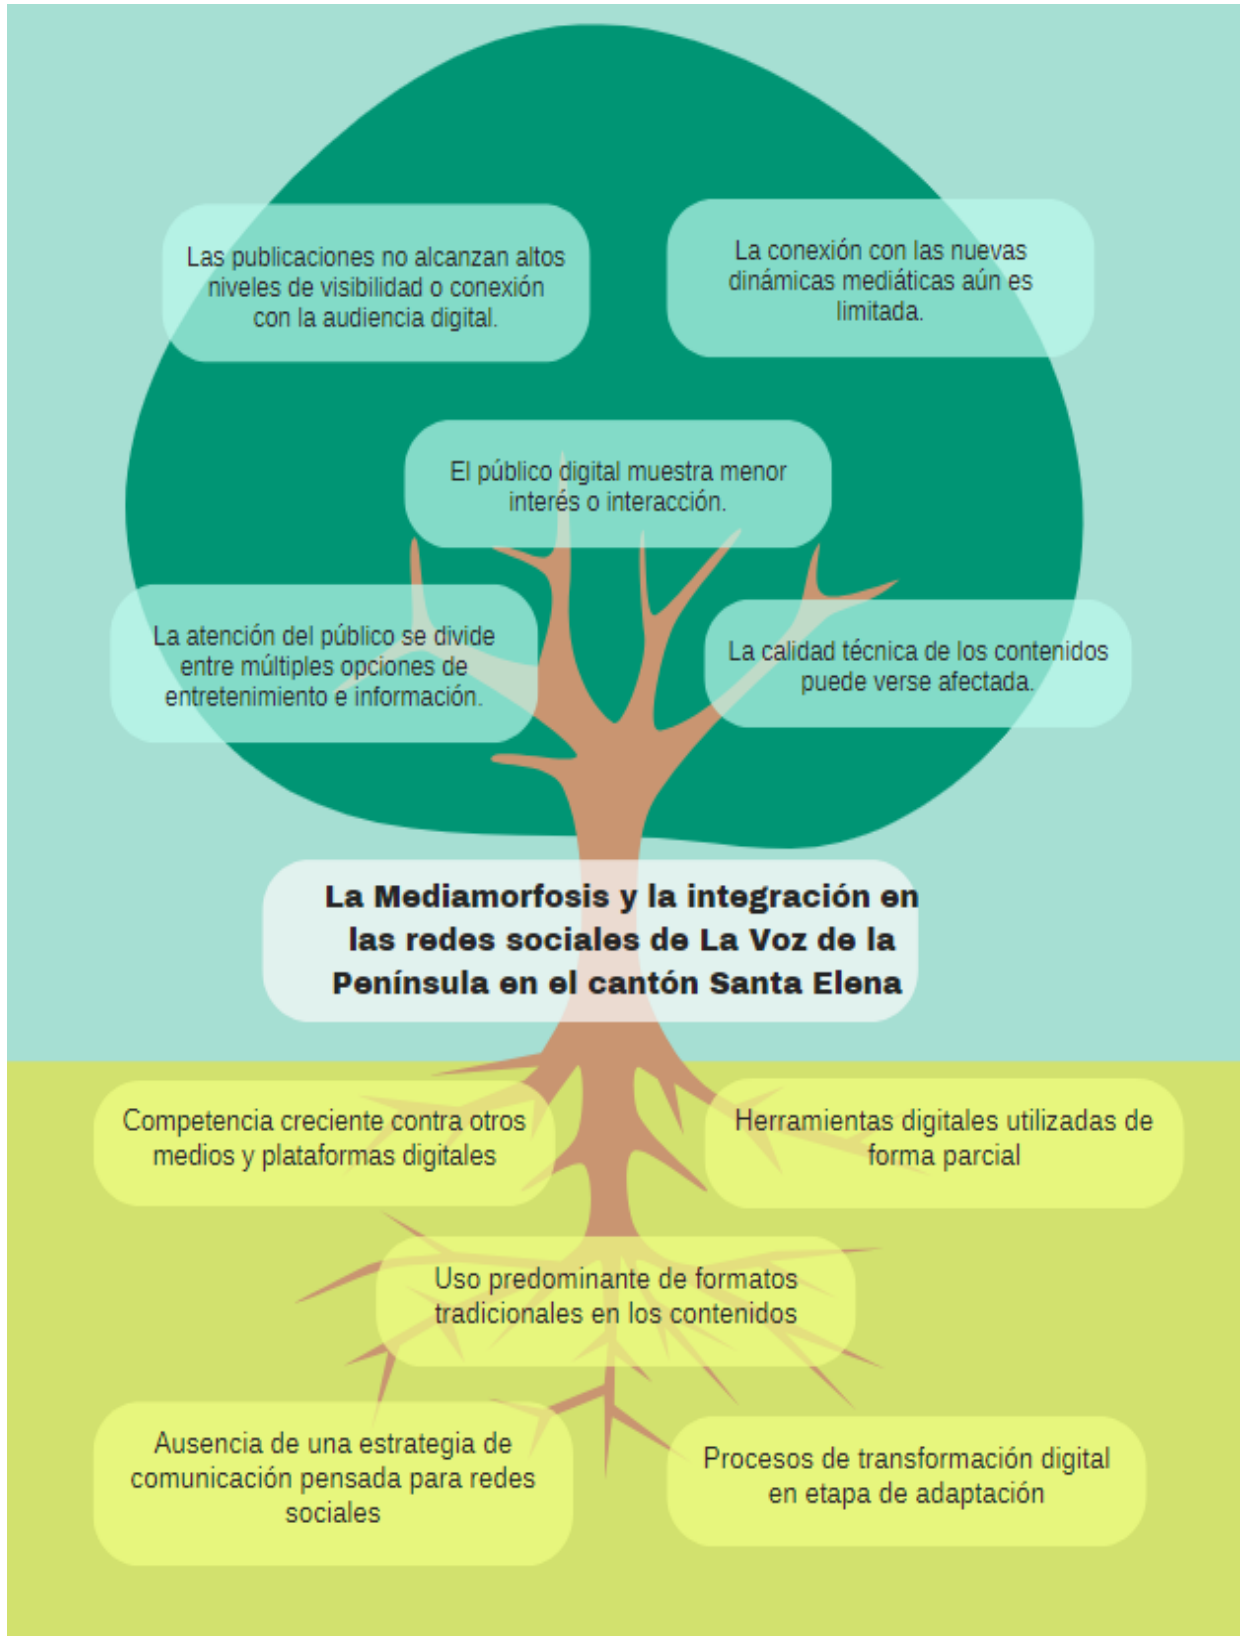 Las publicaciones no alcanzan altos
niveles de visibilidad o conexión
con la audiencia digital.
La conexión con las nuevas
dinámicas mediáticas aún es
limitada.
El público digital muestra menor
interés o interacción.
La atención del público se divide
entre múltiples opciones de
entretenimiento e información.
La calidad técnica de los contenidos
puede verse afectada.
La Mediamorfosis y la integración en
las redes sociales de La Voz de la
Península en el cantón Santa Elena
Competencia creciente contra otros
medios y plataformas digitales
Herramientas digitales utilizadas de
forma parcial
Uso predominante de formatos
tradicionales en los contenidos
Ausencia de una estrategia de
comunicación pensada para redes
sociales
Procesos de transformación digital
en etapa de adaptación